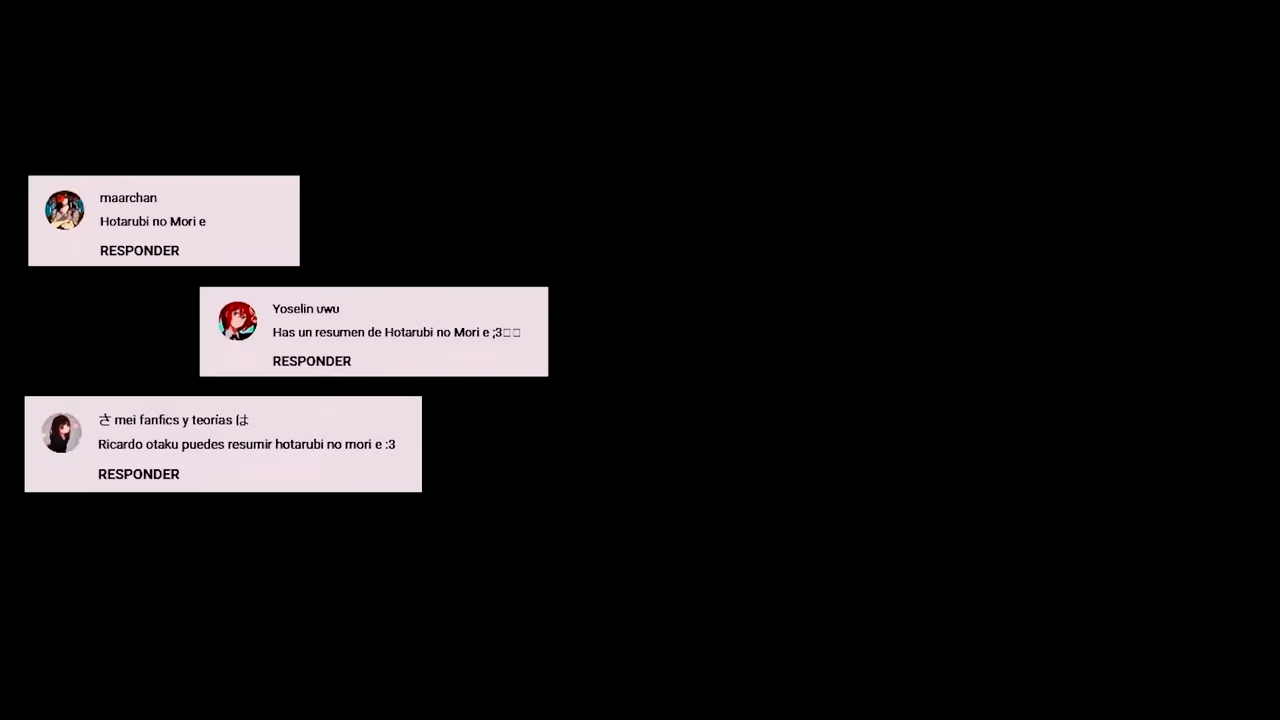 maarchan
Hotarubi no Mori e
RESPONDER
Yoselin uwu
Has un resumen de Hotarubi no Mori e ;3□□
RESPONDER
さ mei fanfics y teorías は
Ricardo otaku puedes resumir hotarubi no mori e :3
RESPONDER